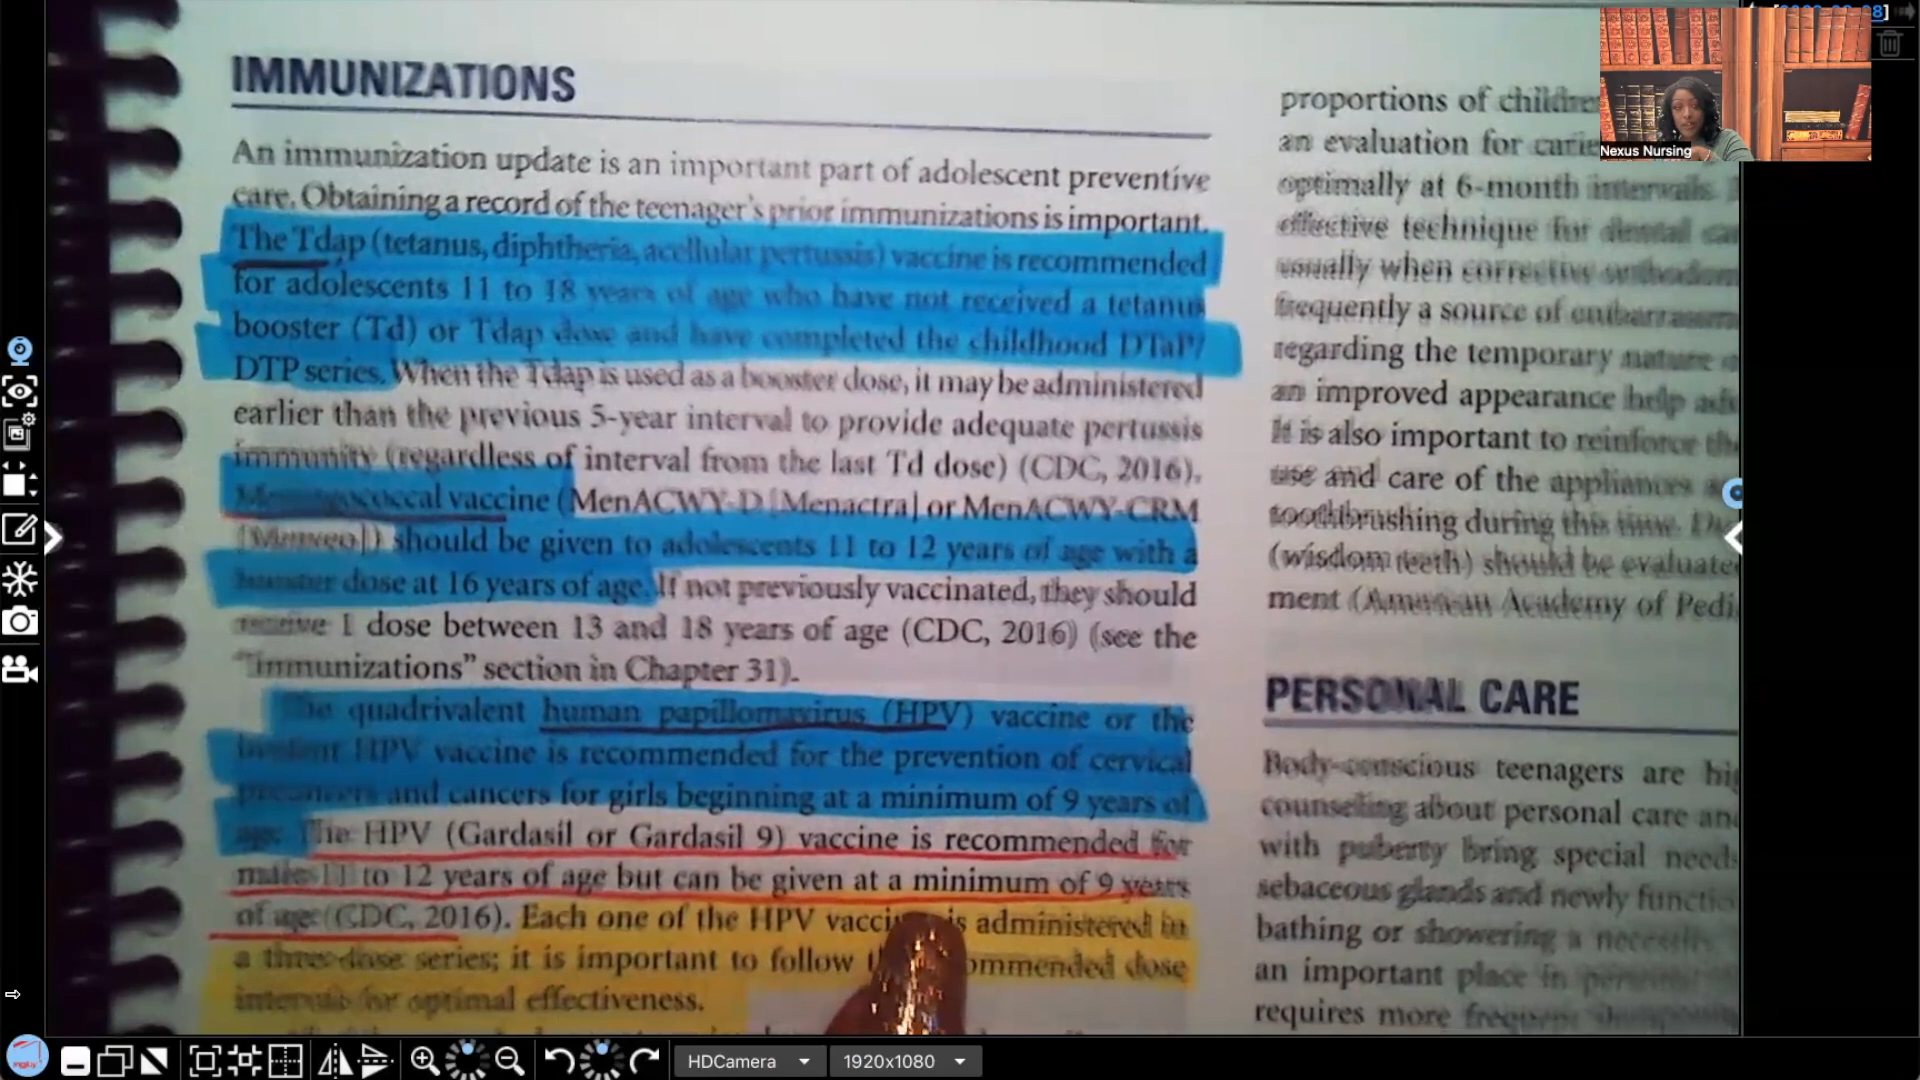 IMMUNIZATIONS
An immunization update is an important part of adolescent preventive
care. Obtaining a record of the teenager's prior immunizations is important.
The Tdap (tetanus, diphtheria, acellular pertussis) vaccine is recommended
for adolescents 11 to 18 years of age who have not received a tetanus
booster (Td) or Tdap dose and have completed the childhood DTaP/
DTP series. When the Tdap is used as a booster dose, it may be administered
earlier than the previous 5-year interval to provide adequate pertussis
immunity (regardless of interval from the last Td dose) (CDC, 2016).
Meningococcal vaccine (MenACWY-D [Menactra] or MenACWY-CRM
[Menveo]) should be given to adolescents 11 to 12 years of age with a
booster dose at 16 years of age. If not previously vaccinated, they should
receive 1 dose between 13 and 18 years of age (CDC, 2016) (see the
"Immunizations" section in Chapter 31).
The quadrivalent human papillomavirus (HPV) vaccine or the
bivalent HPV vaccine is recommended for the prevention of cervical
precancers and cancers for girls beginning at a minimum of 9 years of
age. The HPV (Gardasil or Gardasil 9) vaccine is recommended for
males 11 to 12 years of age but can be given at a minimum of 9 years
of age (CDC, 2016). Each one of the HPV is administered in
a three-dose series; it is important to follow dose
intervals for optimal effectiveness.
proportions of
an evaluation for
optimally at 6-month intervals.
effective technique for dental
usually when corrective
frequently a source of
regarding the temporary nature
an improved appearance help
It is also important to reinforce
use and care of the appliances
toothbrushing during this time.
(wisdom teeth) should be
ment (American Academy of
PERSONAL CARE
Body-conscious teenagers are
counseling about personal care
with puberty bring special
sebaceous glands and newly
bathing or showering a
an important place in
requires more frequent
Nexus Nursing
HDCamera
1920x1080